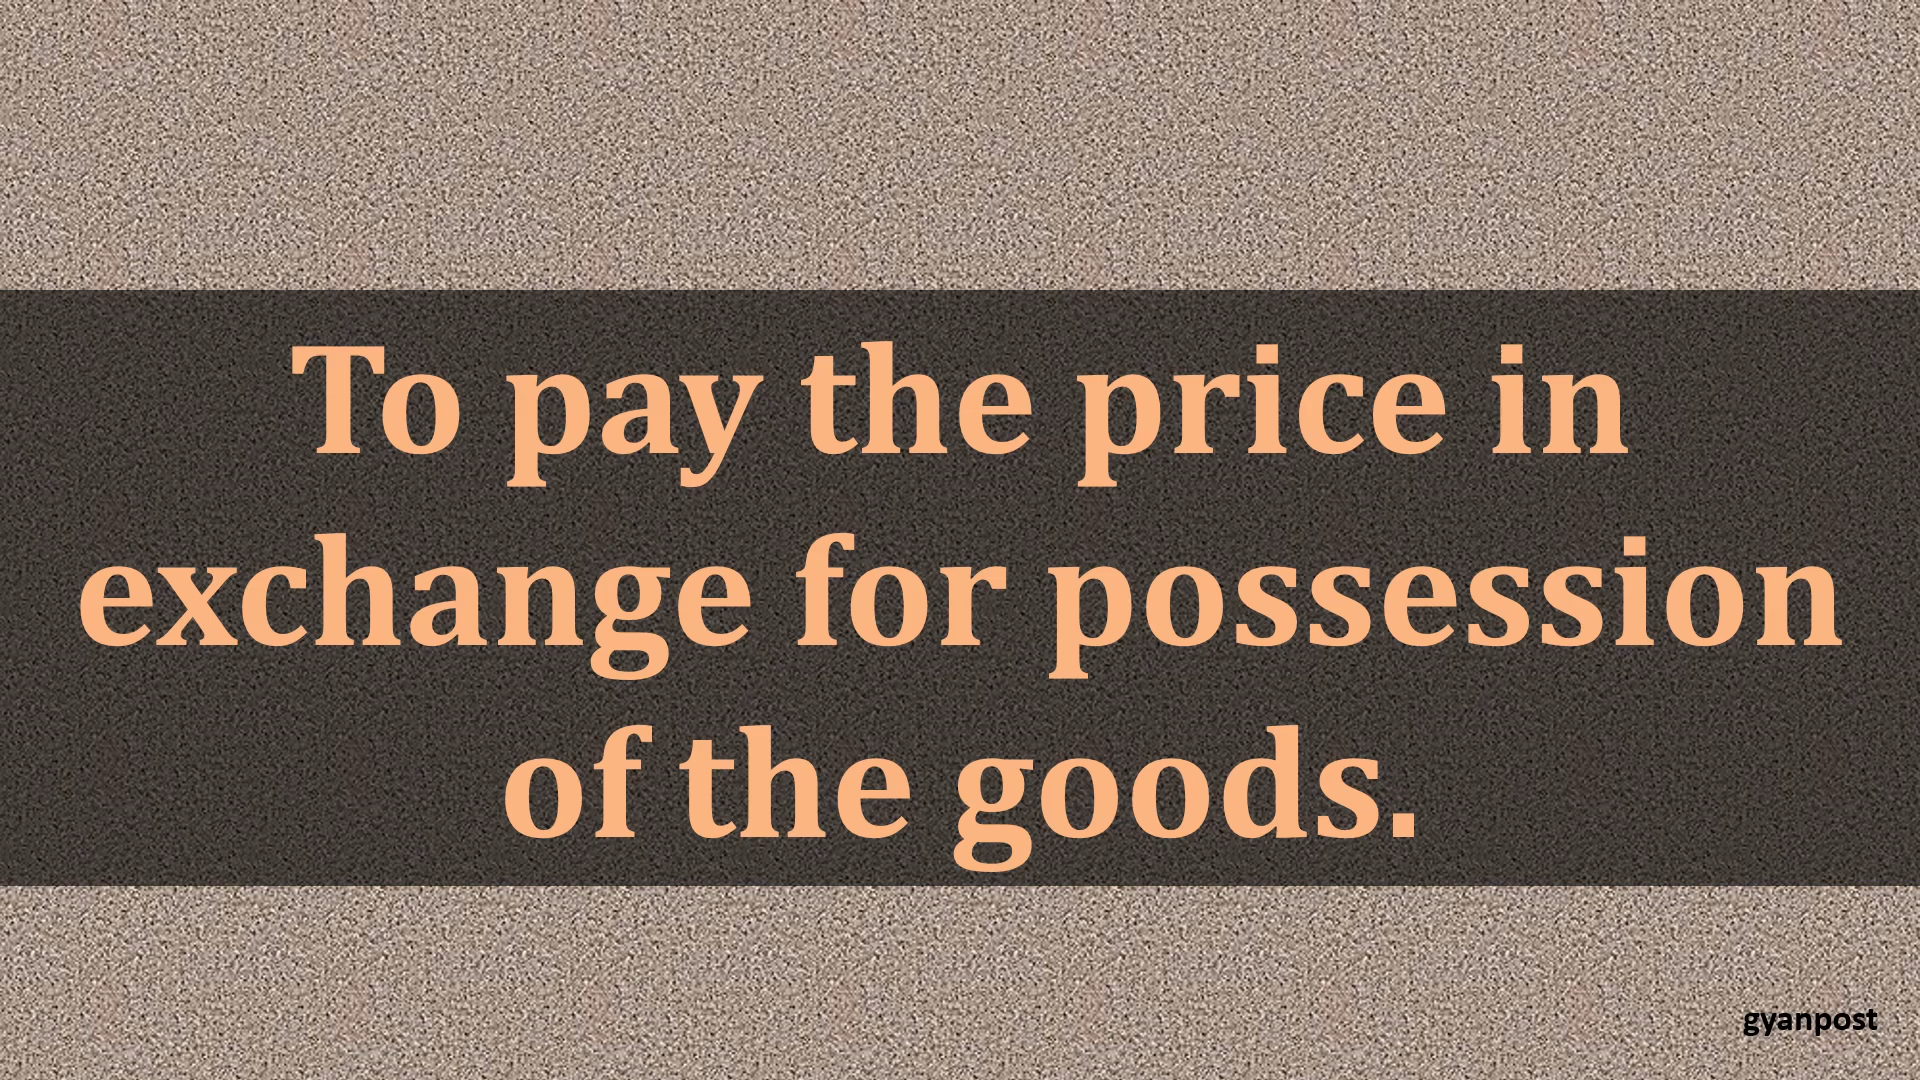 To pay the price in
exchange for possession
of the goods.
gyanpost